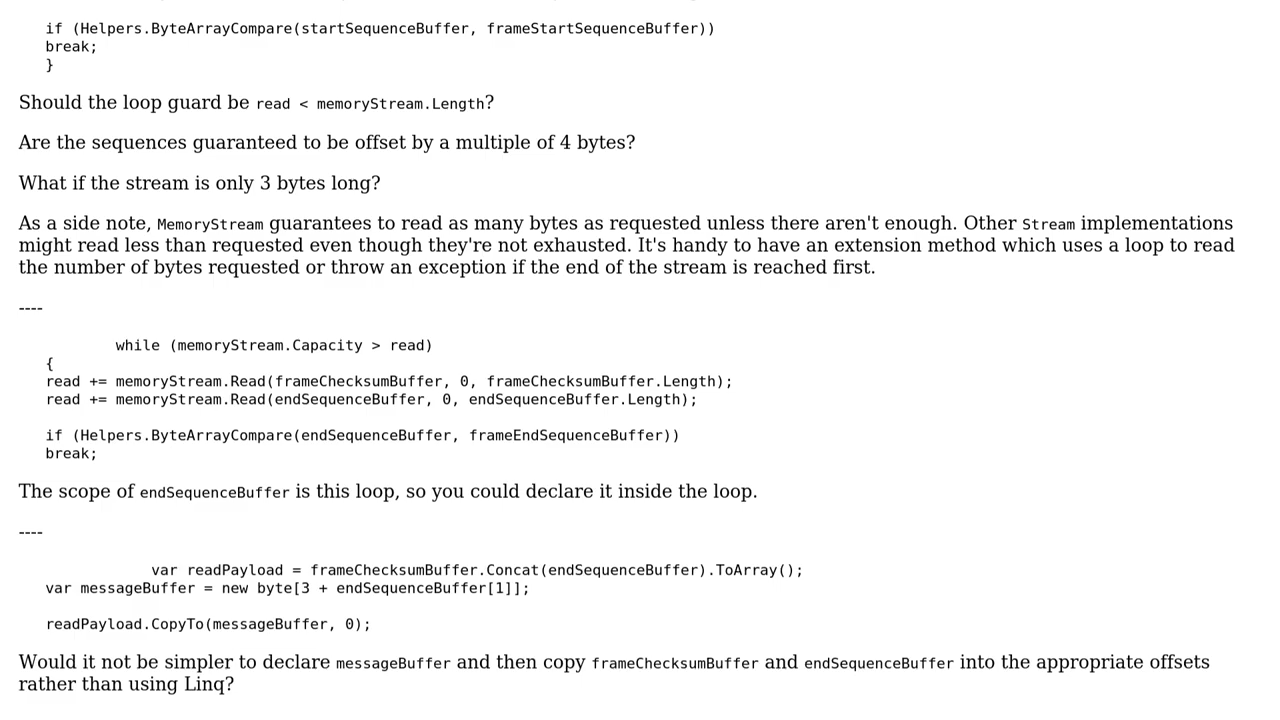 if (Helpers.ByteArrayCompare(startSequenceBuffer, frameStartSequenceBuffer))
break;
}
Should the loop guard be read < memoryStream.Length?
Are the sequences guaranteed to be offset by a multiple of 4 bytes?
What if the stream is only 3 bytes long?
As a side note, MemoryStream guarantees to read as many bytes as requested unless there aren't enough. Other Stream implementations
might read less than requested even though they're not exhausted. It's handy to have an extension method which uses a loop to read
the number of bytes requested or throw an exception if the end of the stream is reached first.
----
while (memoryStream.Capacity > read)
{
read += memoryStream.Read(frameChecksumBuffer, 0, frameChecksumBuffer.Length);
read += memoryStream.Read(endSequenceBuffer, 0, endSequenceBuffer.Length);
if (Helpers.ByteArrayCompare(endSequenceBuffer, frameEndSequenceBuffer))
break;
The scope of endSequenceBuffer is this loop, so you could declare it inside the loop.
----
var readPayload = frameChecksumBuffer.Concat(endSequenceBuffer).ToArray();
var messageBuffer = new byte[3 + endSequenceBuffer[1]];
readPayload.CopyTo(messageBuffer, 0);
Would it not be simpler to declare messageBuffer and then copy frameChecksumBuffer and endSequenceBuffer into the appropriate offsets
rather than using Linq?